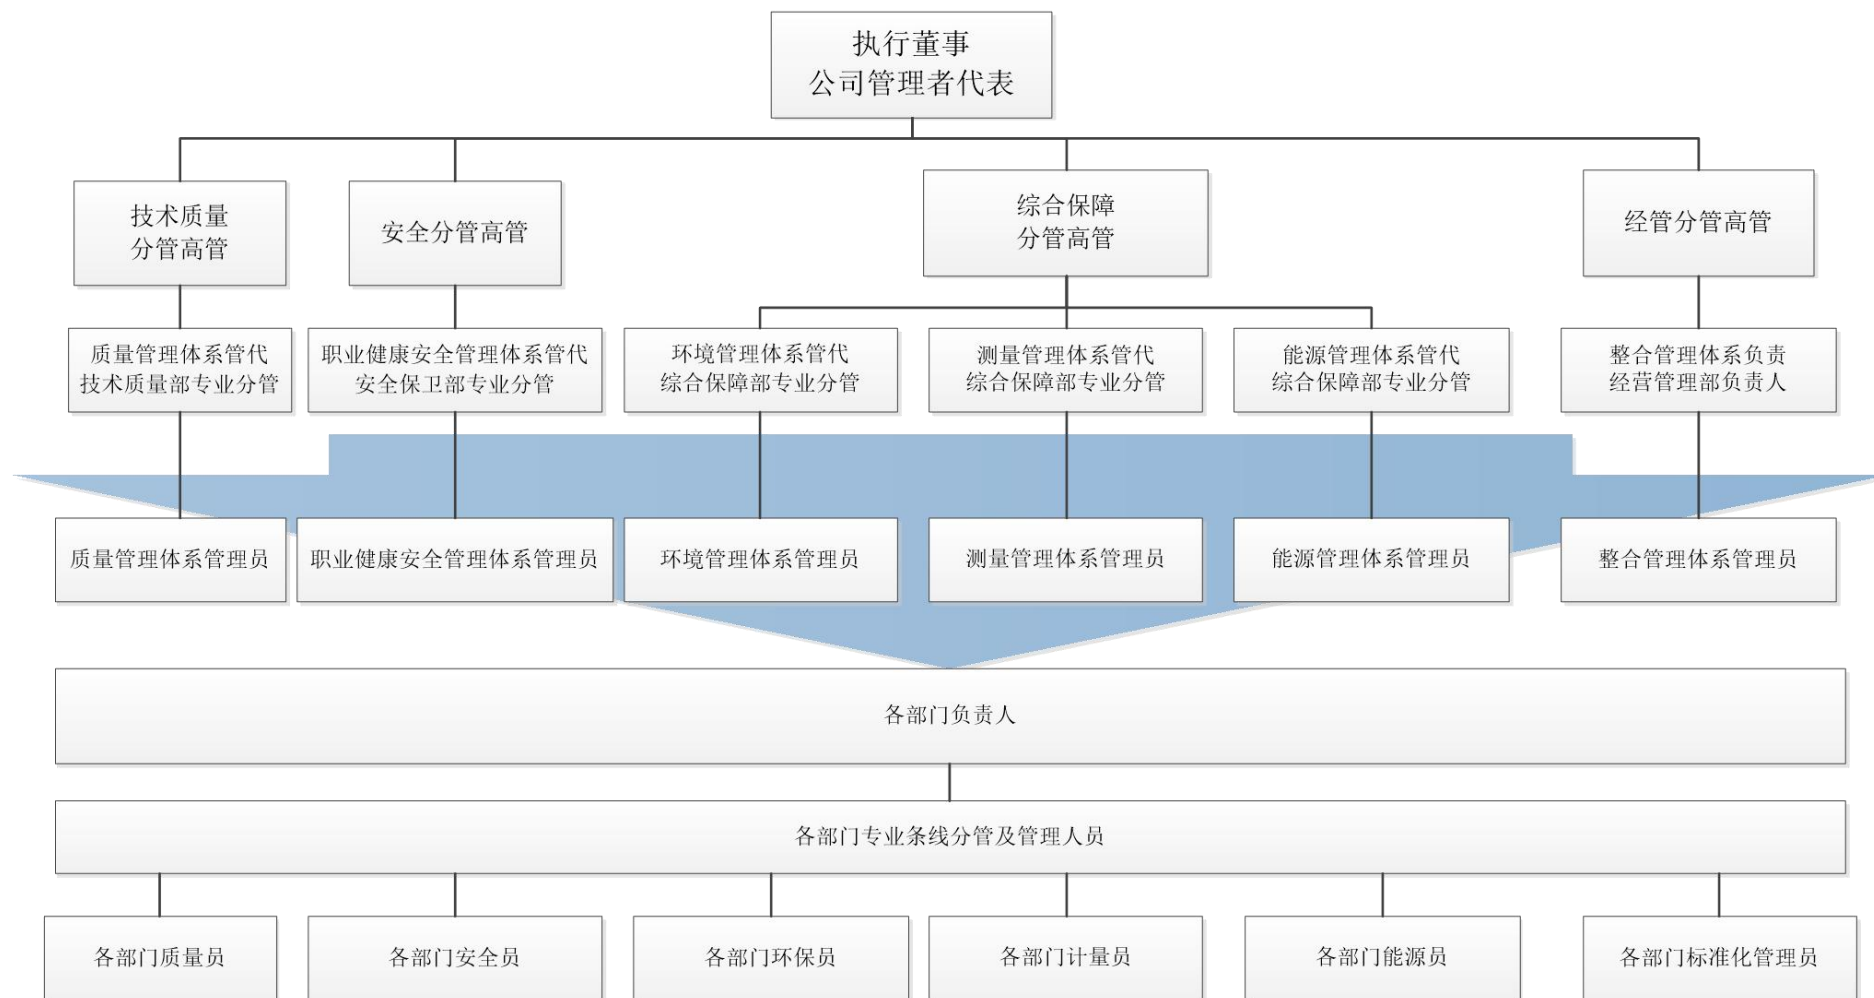 执行董事
公司管理者代表
技术质量
分管高管
安全分管高管
综合保障
分管高管
经管分管高管
质量管理体系管代
技术质量部专业分管
职业健康安全管理体系管代
安全保卫部专业分管
环境管理体系管代
综合保障部专业分管
测量管理体系管代
综合保障部专业分管
能源管理体系管代
综合保障部专业分管
整合管理体系负责
经营管理部负责人
质量管理体系管理员
职业健康安全管理体系管理员
环境管理体系管理员
测量管理体系管理员
能源管理体系管理员
整合管理体系管理员
各部门负责人
各部门专业条线分管及管理人员
各部门质量员
各部门安全员
各部门环保员
各部门计量员
各部门能源员
各部门标准化管理员